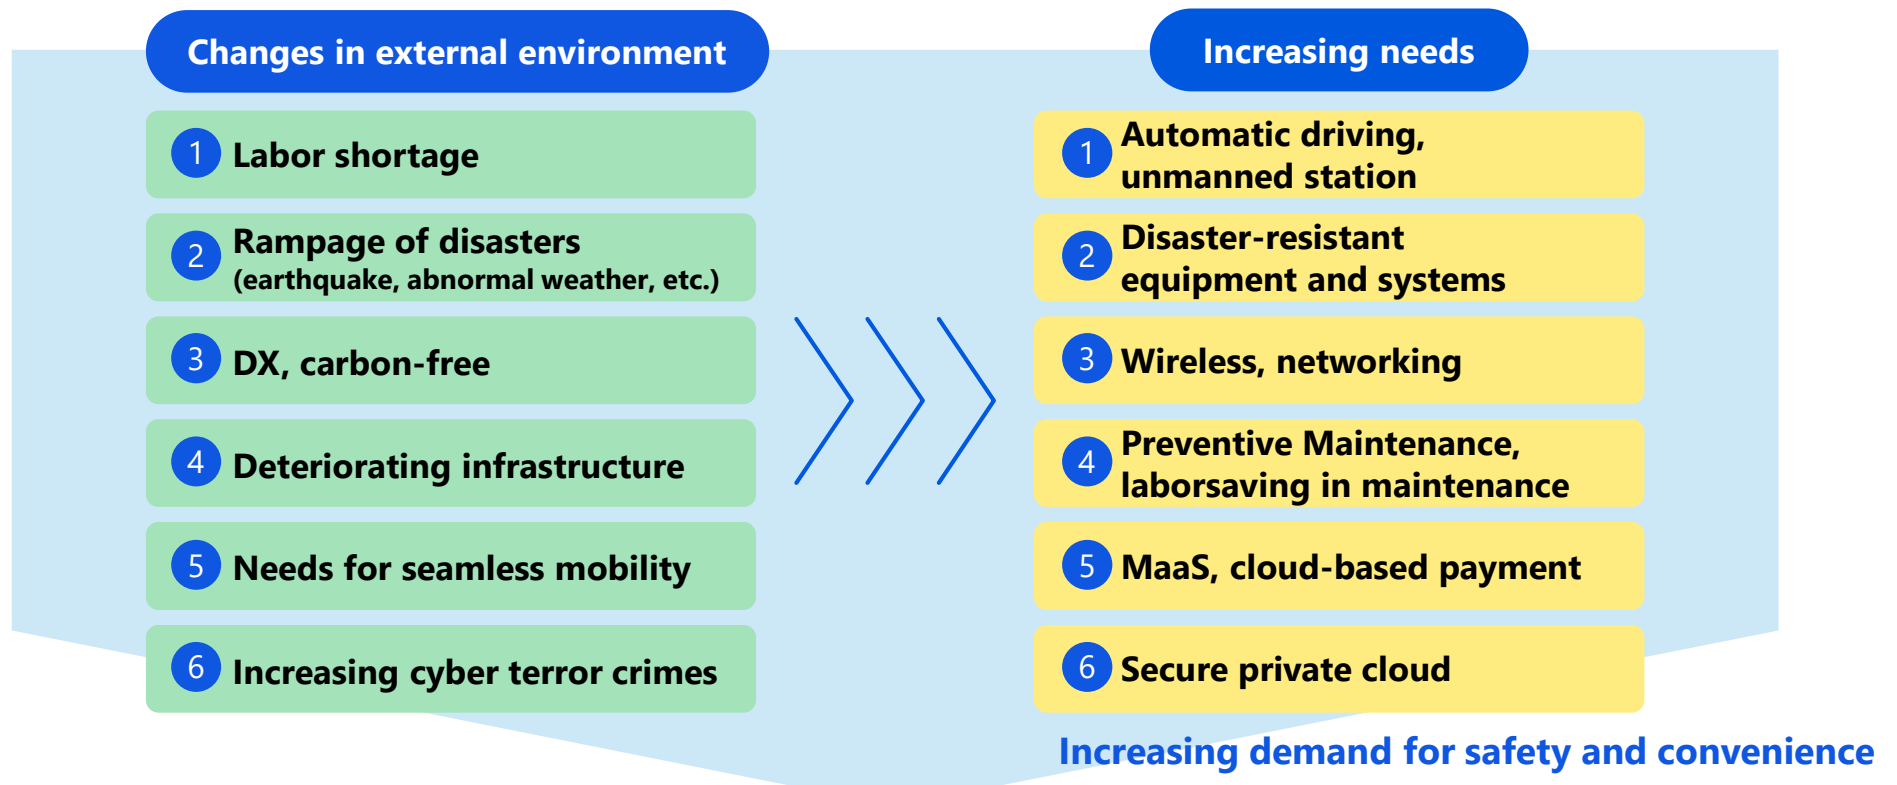 Changes in external environment
1 Labor shortage
2 Rampage of disasters
(earthquake, abnormal weather, etc.)
3 DX, carbon-free
4 Deteriorating infrastructure
5 Needs for seamless mobility
6 Increasing cyber terror crimes
Increasing needs
1 Automatic driving,
unmanned station
2 Disaster-resistant
equipment and systems
3 Wireless, networking
4 Preventive Maintenance,
laborsaving in maintenance
5 MaaS, cloud-based payment
6 Secure private cloud
Increasing demand for safety and convenience